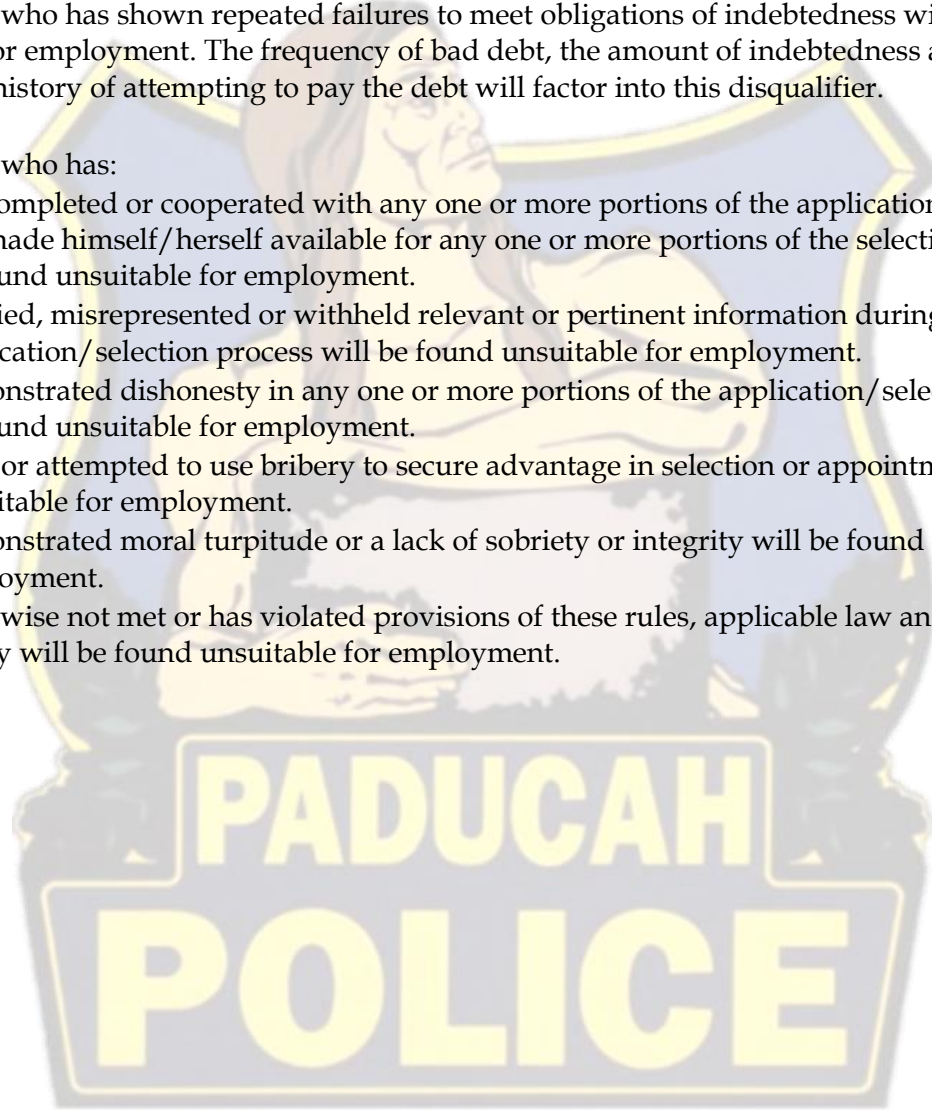 who has shown repeated failures to meet obligations of indebtedness wi
or employment. The frequency of bad debt, the amount of indebtedness a
history of attempting to pay the debt will factor into this disqualifier.
who has:
ompleted or cooperated with any one or more portions of the application
nade himself/herself available for any one or more portions of the selecti
und unsuitable for employment.
ied, misrepresented or withheld relevant or pertinent information during
ication/selection process will be found unsuitable for employment.
onstrated dishonesty in any one or more portions of the application/selec
und unsuitable for employment.
or attempted to use bribery to secure advantage in selection or appointm
itable for employment.
onstrated moral turpitude or a lack of sobriety or integrity will be found
oyment.
wise not met or has violated provisions of these rules, applicable law an
y will be found unsuitable for employment.
PADUCAH
POLICE